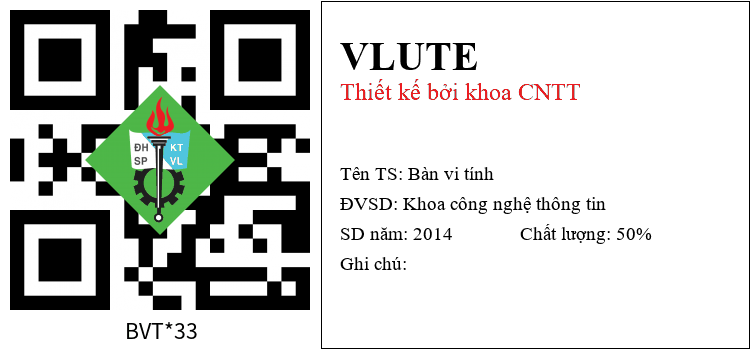 ĐH KT
SP VL
BVT*33
VLUTE
Thiết kế bởi khoa CNTT
Tên TS: Bàn vi tính
ĐVSD: Khoa công nghệ thông tin
SD năm: 2014 Chất lượng: 50%
Ghi chú: